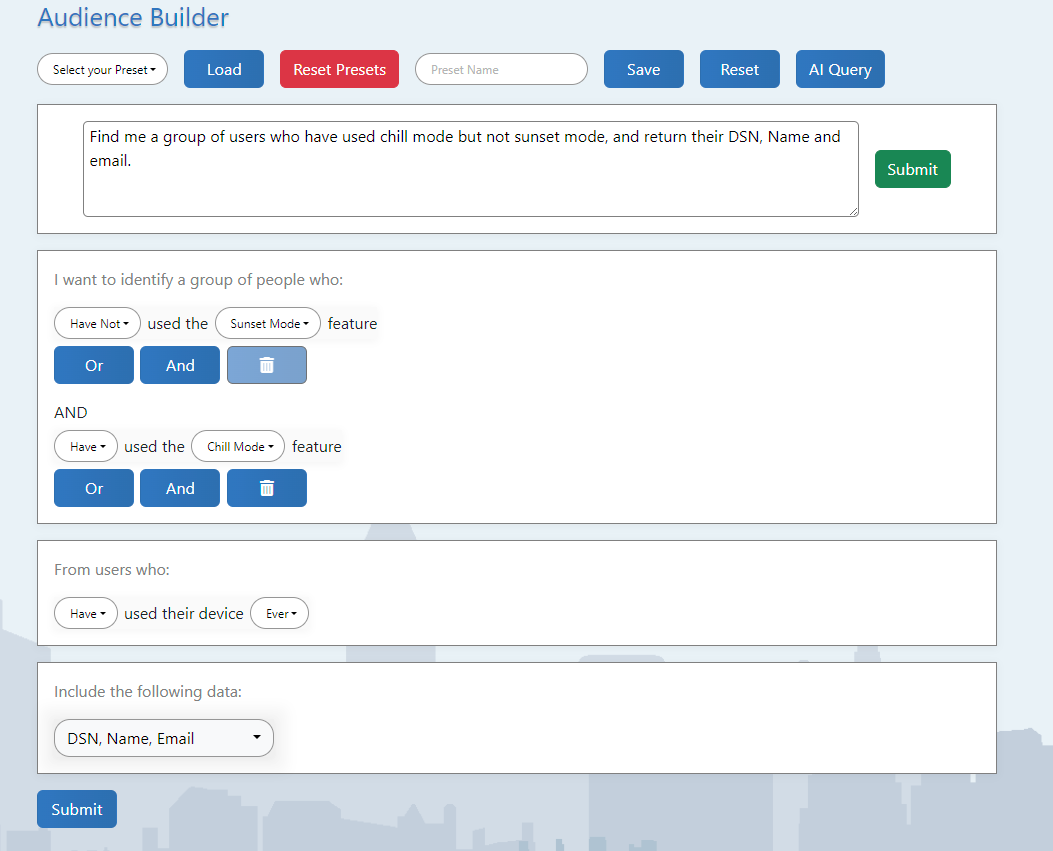 Audience Builder
Select your Preset Load Reset Presets Preset Name Save Reset AI Query
Find me a group of users who have used chill mode but not sunset mode, and return their DSN, Name and
email.
Submit
I want to identify a group of people who:
Have Not used the Sunset Mode feature
Or And
AND
Have used the Chill Mode feature
Or And
From users who:
Have used their device Ever
Include the following data:
DSN, Name, Email
Submit